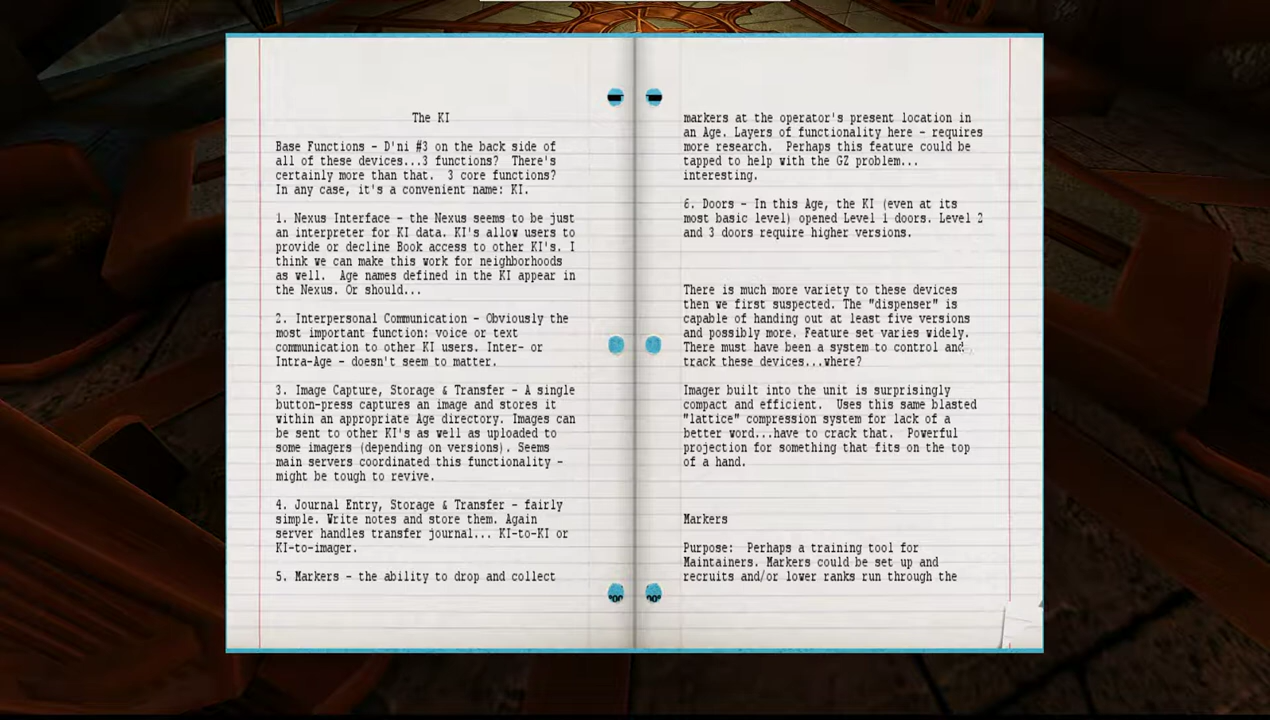 The KI
Base Functions - D'ni #3 on the back side of
all of these devices...3 functions? There's
certainly more than that. 3 core functions?
In any case, it's a convenient name: KI.
1. Nexus Interface - the Nexus seems to be just
an interpreter for KI data. KI's allow users to
provide or decline Book access to other KI's. I
think we can make this work for neighborhoods
as well. Age names defined in the KI appear in
the Nexus. Or should...
2. Interpersonal Communication - Obviously the
most important function: voice or text
communication to other KI users. Inter- or
Intra-Age - doesn't seem to matter.
3. Image Capture, Storage & Transfer - A single
button-press captures an image and stores it
within an appropriate Age directory. Images can
be sent to other KI's as well as uploaded to
some imagers (depending on versions). Seems
main servers coordinated this functionality -
might be tough to revive.
4. Journal Entry, Storage & Transfer - fairly
simple. Write notes and store them. Again
server handles transfer journal... KI-to-KI or
KI-to-imager.
5. Markers - the ability to drop and collect
markers at the operator's present location in
an Age. Layers of functionality here - requires
more research. Perhaps this feature could be
tapped to help with the GZ problem...
interesting.
6. Doors - In this Age, the KI (even at its
most basic level) opened Level 1 doors. Level 2
and 3 doors require higher versions.
There is much more variety to these devices
then we first suspected. The "dispenser" is
capable of handing out at least five versions
and possibly more. Feature set varies widely.
There must have been a system to control and
track these devices...where?
Imager built into the unit is surprisingly
compact and efficient. Uses this same blasted
"lattice" compression system for lack of a
better word...have to crack that. Powerful
projection for something that fits on the top
of a hand.
Markers
Purpose: Perhaps a training tool for
Maintainers. Markers could be set up and
recruits and/or lower ranks run through the